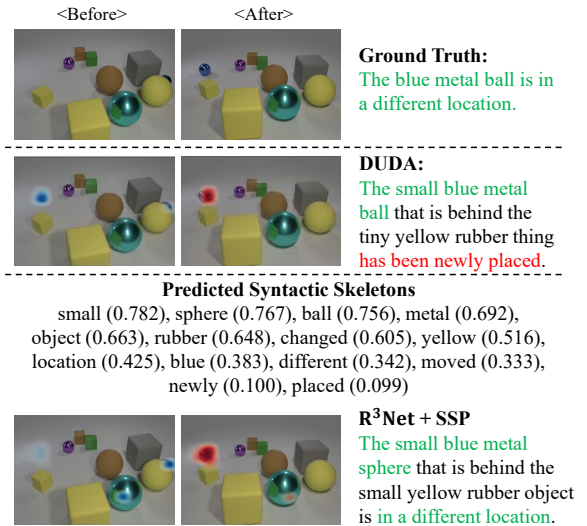 <Before> <After>
Ground Truth:
The blue metal ball is in
a different location.
DUDA:
The small blue metal
ball that is behind the
tiny yellow rubber thing
has been newly placed.
Predicted Syntactic Skeletons
small (0.782), sphere (0.767), ball (0.756), metal (0.692),
object (0.663), rubber (0.648), changed (0.605), yellow (0.516),
location (0.425), blue (0.383), different (0.342), moved (0.333),
newly (0.100), placed (0.099)
R³Net + SSP
The small blue metal
sphere that is behind the
small yellow rubber object
is in a different location.